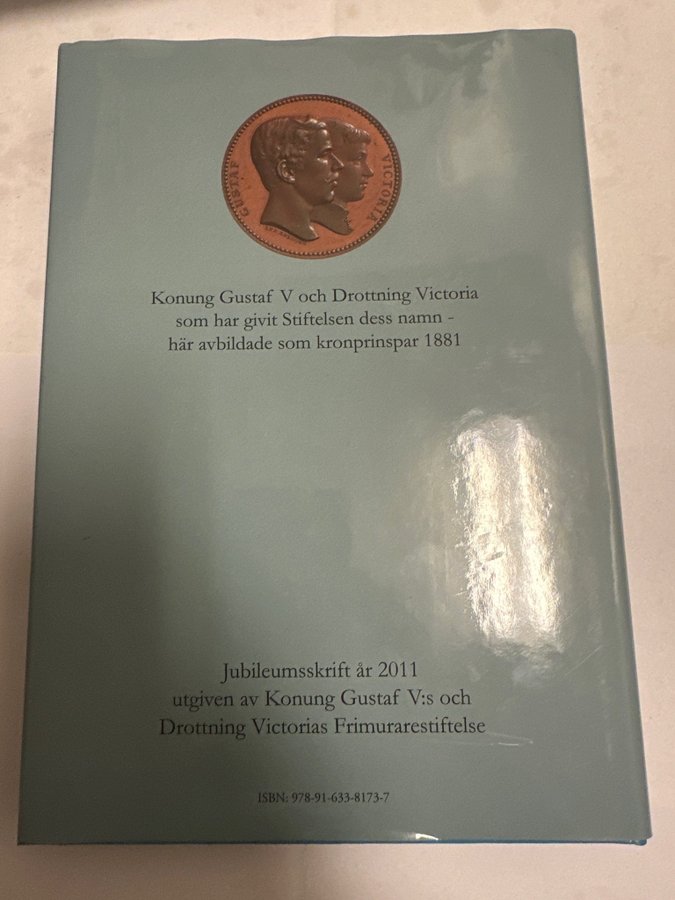 GUSTAF VICTORIA
Konung Gustaf V och Drottning Victoria
som har givit Stiftelsen dess namn -
här avbildade som kronprinspar 1881
Jubileumsskrift år 2011
utgiven av Konung Gustaf V:s och
Drottning Victorias Frimurarestiftelse
ISBN: 978-91-633-8173-7